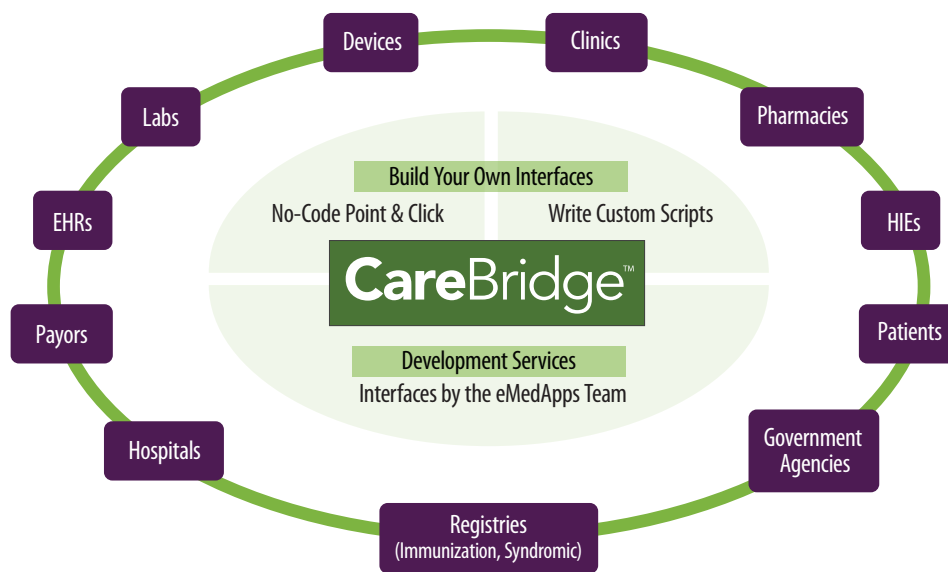 Devices
Clinics
Labs
Pharmacies
Build Your Own Interfaces
No-Code Point & Click
Write Custom Scripts
EHRs
HIEs
CareBridge™
Payors
Patients
Development Services
Interfaces by the eMedApps Team
Hospitals
Government
Agencies
Registries
(Immunization, Syndromic)